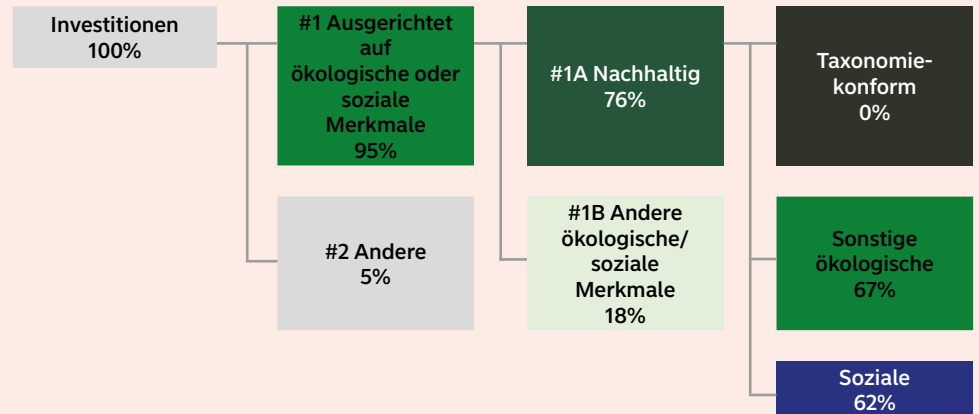 Investitionen
100%
#1 Ausgerichtet
auf
ökologische oder
soziale
Merkmale
95%
#2 Andere
5%
#1A Nachhaltig
76%
#1B Andere
ökologische/
soziale
Merkmale
18%
Taxonomie-
konform
0%
Sonstige
ökologische
67%
Soziale
62%